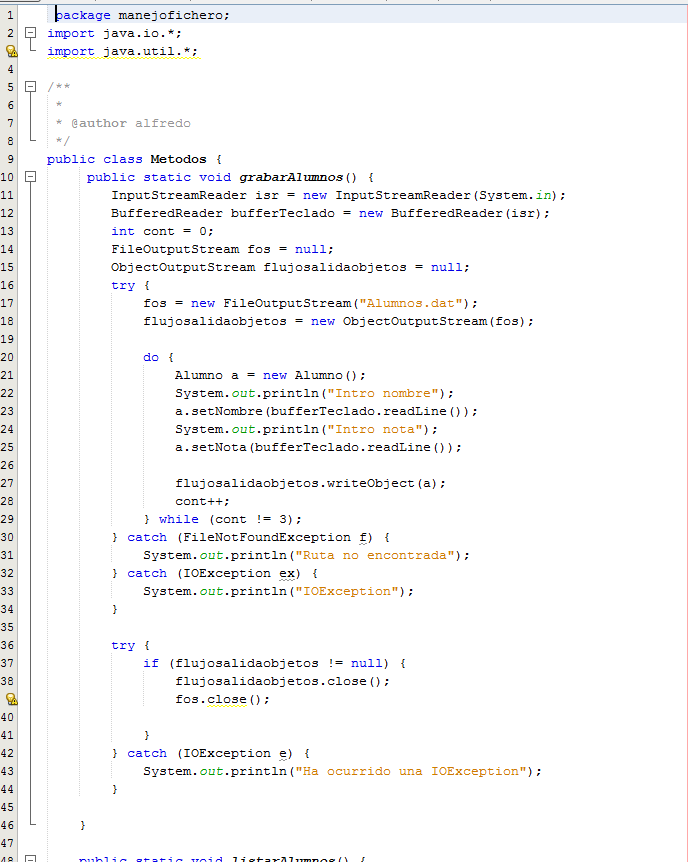 1 package manejofichero;
2 import java.io.*;
import java.util.*;
4
5 /**
6 *
7 * @author alfredo
8 */
9 public class Metodos {
10 public static void grabarAlumnos() {
11 InputStreamReader isr = new InputStreamReader(System.in);
12 BufferedReader bufferTeclado = new BufferedReader(isr);
13 int cont = 0;
14 FileOutputStream fos = null;
15 ObjectOutputStream flujosalidaobjetos = null;
16 try {
17 fos = new FileOutputStream("Alumnos.dat");
18 flujosalidaobjetos = new ObjectOutputStream(fos);
19
20 do {
21 Alumno a = new Alumno();
22 System.out.println("Intro nombre");
23 a.setNombre(bufferTeclado.readLine());
24 System.out.println("Intro nota");
25 a.setNota(bufferTeclado.readLine());
26
27 flujosalidaobjetos.writeObject(a);
28 cont++;
29 } while (cont != 3);
30 } catch (FileNotFoundException f) {
31 System.out.println("Ruta no encontrada");
32 } catch (IOException ex) {
33 System.out.println("IOException");
34 }
35
36 try {
37 if (flujosalidaobjetos != null) {
38 flujosalidaobjetos.close();
fos.close();
40
41 }
42 } catch (IOException e) {
43 System.out.println("Ha ocurrido una IOException");
44 }
45
46 }
47
48 public static void listarAlumnos() {